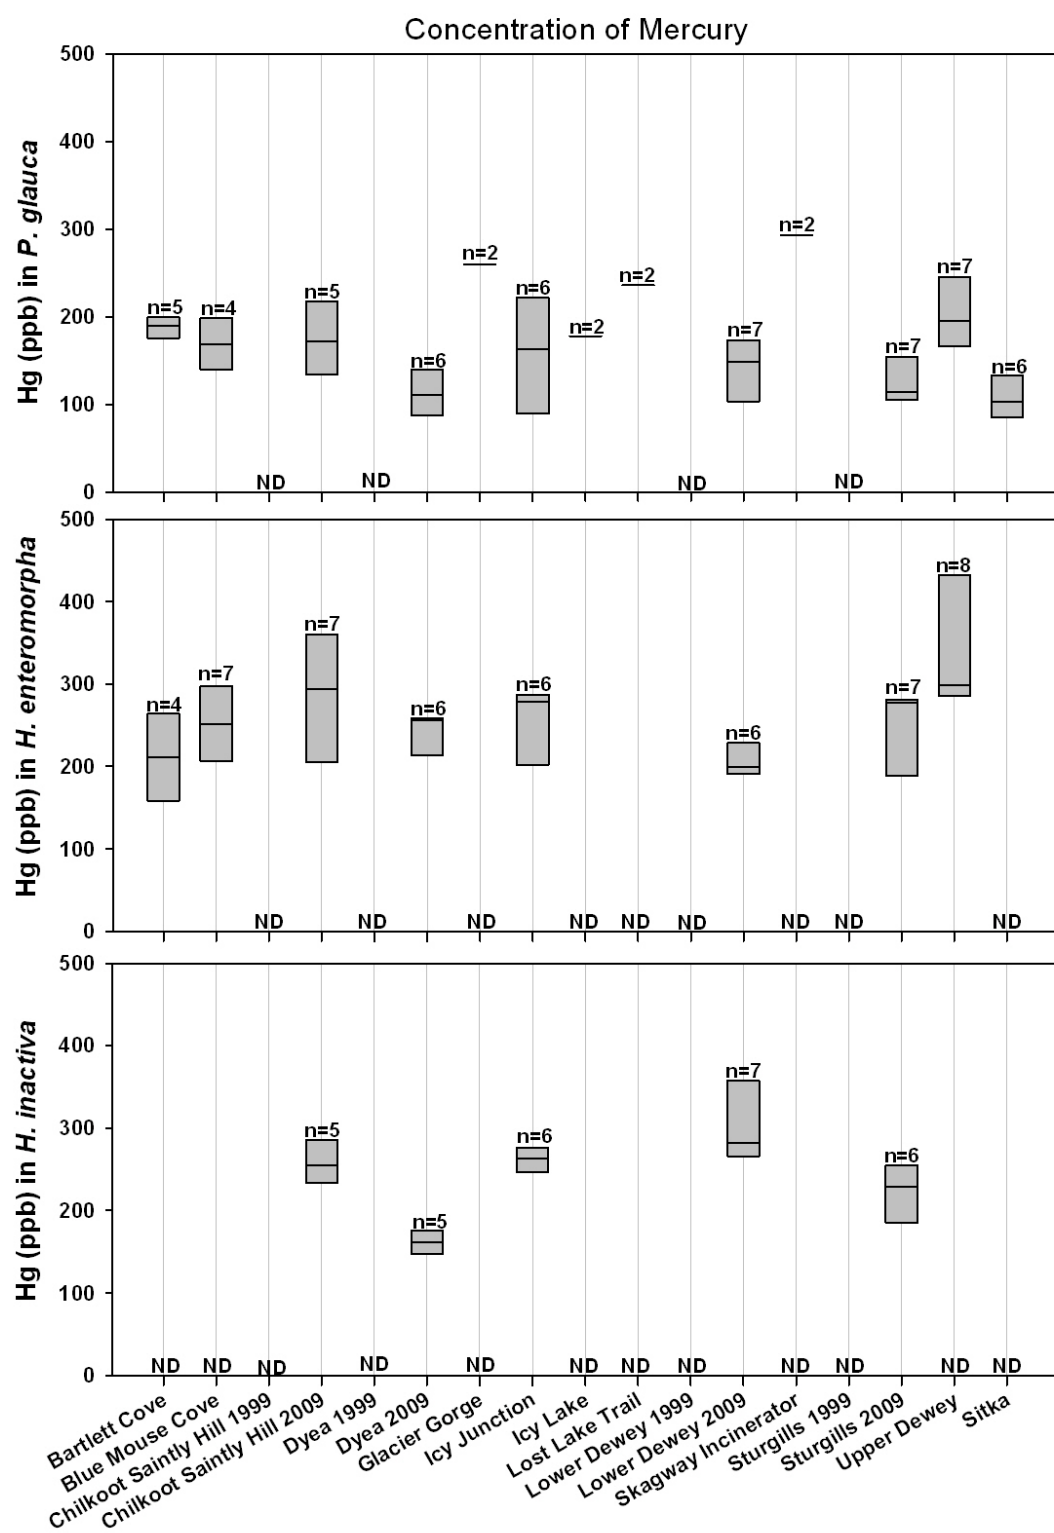 Concentration of Mercury
Hg (ppb) in P. glauca
500
400
300
200
100
0
n=5
n=4
ND
n=5
ND
n=6
n=2
n=6
n=2
n=2
ND
n=7
n=2
ND
n=7
n=7
n=6
Hg (ppb) in H. enteromorpha
500
400
300
200
100
0
n=4
n=7
ND
n=7
ND
n=6
ND
n=6
ND
ND
ND
n=6
ND
ND
n=7
n=8
ND
Hg (ppb) in H. inactiva
500
400
300
200
100
0
ND
ND
ND
n=5
ND
n=5
ND
n=6
ND
ND
ND
n=7
ND
ND
n=6
ND
ND
Bartlett Cove
Blue Mouse Cove
Chilkoot Saintly Hill 1999
Chilkoot Saintly Hill 2009
Dyea 1999
Dyea 2009
Glacier Gorge
Icy Junction
Icy Lake
Lost Lake Trail
Lower Dewey 1999
Lower Dewey 2009
Skagway Incinerator
Sturgills 1999
Sturgills 2009
Upper Dewey
Sitka